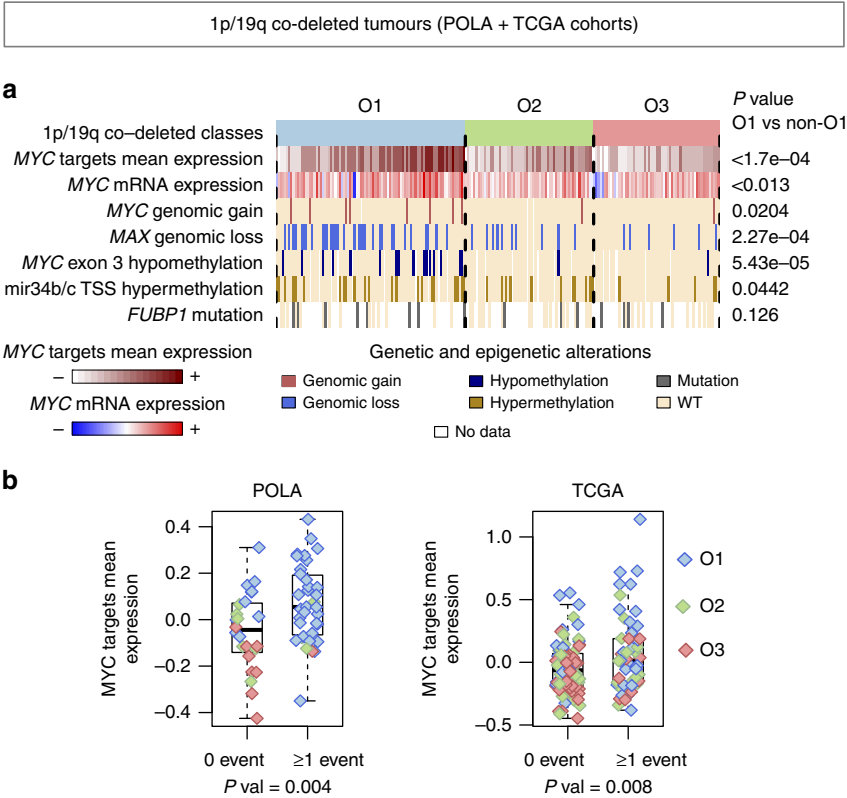 1p/19q co-deleted tumours (POLA + TCGA cohorts)
a
O1 O2 O3
P value
O1 vs non-O1
1p/19q co–deleted classes
MYC targets mean expression <1.7e–04
MYC mRNA expression <0.013
MYC genomic gain 0.0204
MAX genomic loss 2.27e–04
MYC exon 3 hypomethylation 5.43e–05
mir34b/c TSS hypermethylation 0.0442
FUBP1 mutation 0.126
MYC targets mean expression
– +
MYC mRNA expression
– +
Genetic and epigenetic alterations
Genomic gain Hypomethylation Mutation
Genomic loss Hypermethylation WT
No data
b
POLA
MYC targets mean
expression
0.4
0.2
0.0
–0.2
–0.4
0 event ≥1 event
P val = 0.004
TCGA
MYC targets mean
expression
1.0
0.5
0.0
–0.5
0 event ≥1 event
P val = 0.008
O1
O2
O3